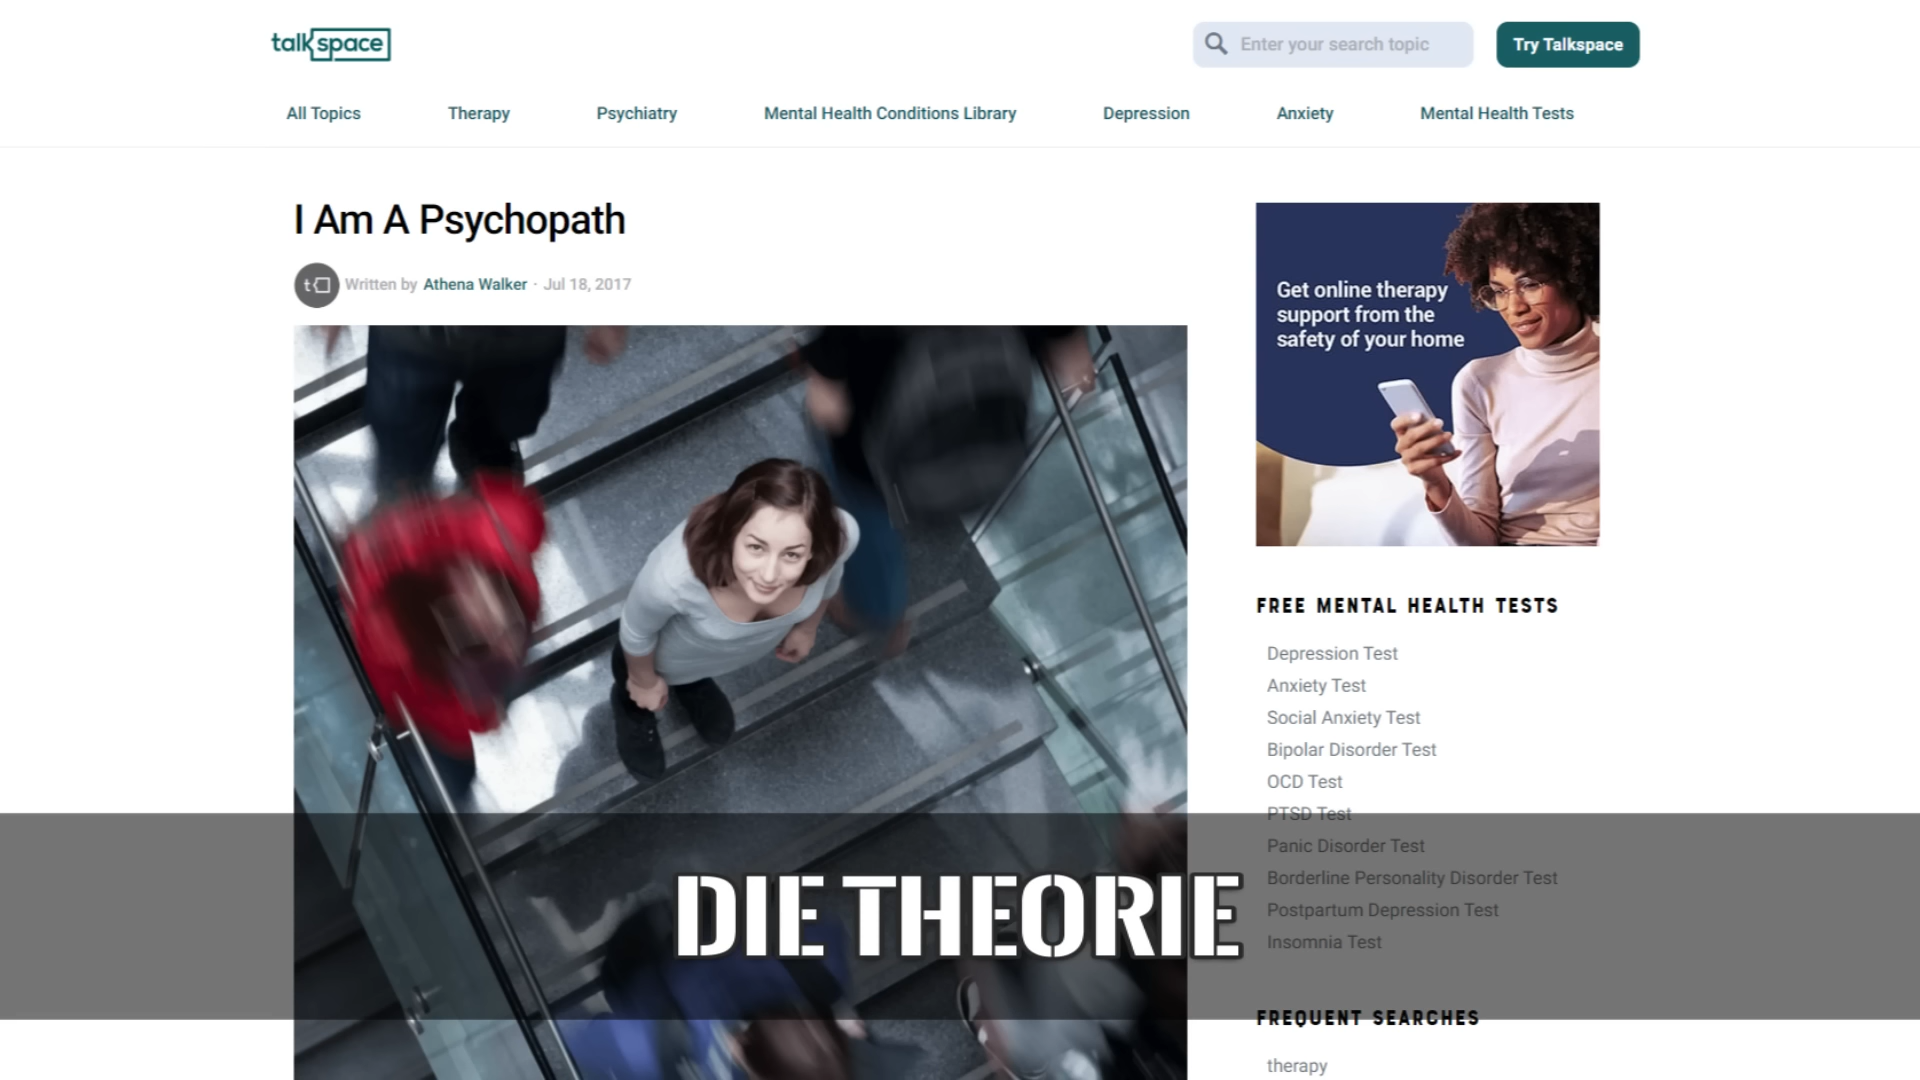 talkspace
Enter your search topic
Try Talkspace
All Topics
Therapy
Psychiatry
Mental Health Conditions Library
Depression
Anxiety
Mental Health Tests
I Am A Psychopath
Written by Athena Walker · Jul 18, 2017
Get online therapy
support from the
safety of your home
FREE MENTAL HEALTH TESTS
Depression Test
Anxiety Test
Social Anxiety Test
Bipolar Disorder Test
OCD Test
PTSD Test
Panic Disorder Test
Borderline Personality Disorder Test
Postpartum Depression Test
Insomnia Test
DIE THEORIE
FREQUENT SEARCHES
therapy